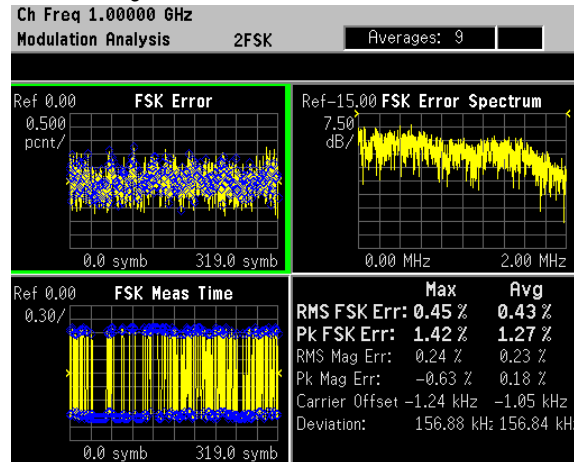 Ch Freq 1.00000 GHz
Modulation Analysis 2FSK Averages: 9
Ref 0.00 FSK Error
0.500
pcnt/
0.0 symb 319.0 symb
Ref-15.00 FSK Error Spectrum
7.50
dB/
0.00 MHz 2.00 MHz
Ref 0.00 FSK Meas Time
0.30/
0.0 symb 319.0 symb
Max Avg
RMS FSK Err: 0.45 % 0.43 %
Pk FSK Err: 1.42 % 1.27 %
RMS Mag Err: 0.24 % 0.23 %
Pk Mag Err: -0.63 % 0.18 %
Carrier Offset -1.24 kHz -1.05 kHz
Deviation: 156.88 kHz 156.84 kH